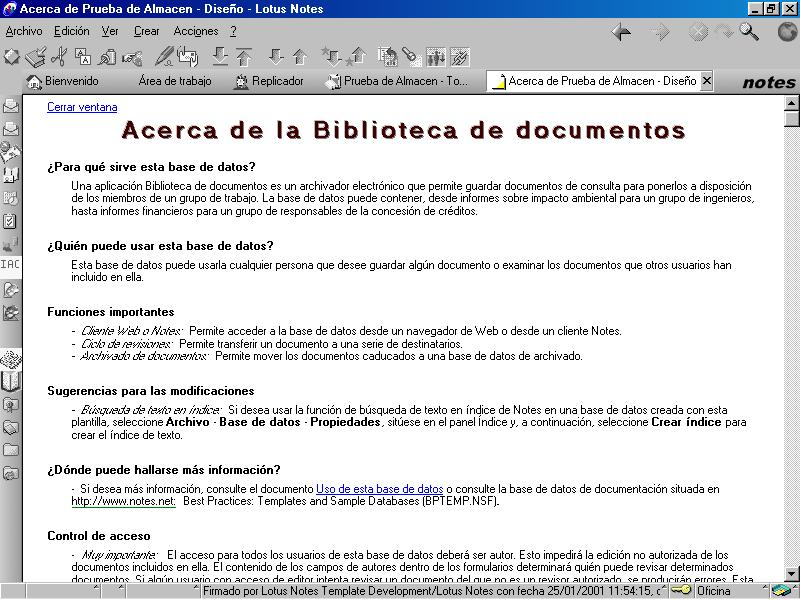 Acerca de Prueba de Almacen - Diseño - Lotus Notes
Archivo Edición Ver Crear Acciones ?
Bienvenido Área de trabajo Replicador Prueba de Almacen - To... Acerca de Prueba de Almacen - Diseño notes
Cerrar ventana
Acerca de la Biblioteca de documentos
¿Para qué sirve esta base de datos?
Una aplicación Biblioteca de documentos es un archivador electrónico que permite guardar documentos de consulta para ponerlos a disposición
de los miembros de un grupo de trabajo. La base de datos puede contener, desde informes sobre impacto ambiental para un grupo de ingenieros,
hasta informes financieros para un grupo de responsables de la concesión de créditos.
¿Quién puede usar esta base de datos?
Esta base de datos puede usarla cualquier persona que desee guardar algún documento o examinar los documentos que otros usuarios han
incluido en ella.
IAC
Funciones importantes
- Cliente Web o Notes: Permite acceder a la base de datos desde un navegador de Web o desde un cliente Notes.
- Ciclo de revisiones: Permite transferir un documento a una serie de destinatarios.
- Archivado de documentos: Permite mover los documentos caducados a una base de datos de archivado.
Sugerencias para las modificaciones
- Búsqueda de texto en índice: Si desea usar la función de búsqueda de texto en índice de Notes en una base de datos creada con esta
plantilla, seleccione Archivo - Base de datos - Propiedades, sitúese en el panel Índice y, a continuación, seleccione Crear índice para
crear el índice de texto.
¿Dónde puede hallarse más información?
- Si desea más información, consulte el documento Uso de esta base de datos o consulte la base de datos de documentación situada en
http://www.notes.net: Best Practices: Templates and Sample Databases (BPTEMP.NSF).
Control de acceso
- Muy importante: El acceso para todos los usuarios de esta base de datos deberá ser autor. Esto impedirá la edición no autorizada de los
documentos incluidos en ella. El contenido de los campos de autores dentro de los formularios determinará quién puede revisar determinados
documentos. Si algún usuario con acceso de editor intenta revisar un documento del que no es un revisor autorizado, se producirán errores. Esta
Firmado por Lotus Notes Template Development/Lotus Notes con fecha 25/01/2001 11:54:15, Oficina